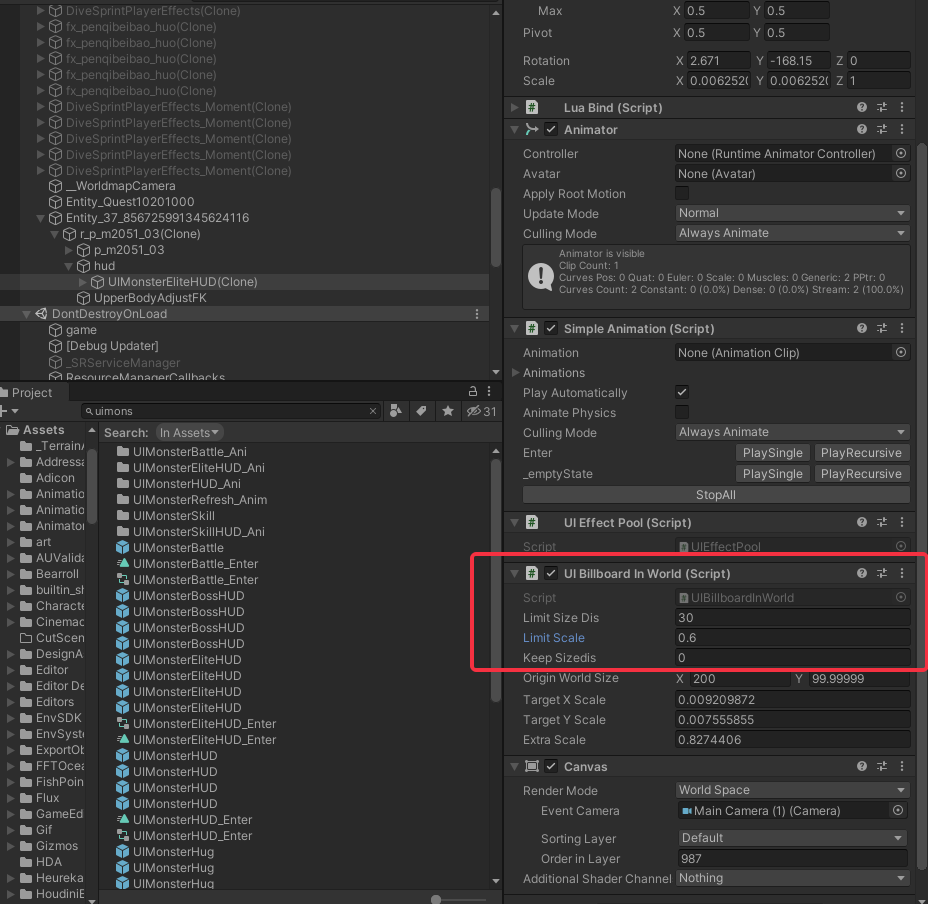 DiveSprintPlayerEffects(Clone)
fx_penqibeibao_huo(Clone)
fx_penqibeibao_huo(Clone)
fx_penqibeibao_huo(Clone)
fx_penqibeibao_huo(Clone)
fx_penqibeibao_huo(Clone)
DiveSprintPlayerEffects_Moment(Clone)
DiveSprintPlayerEffects_Moment(Clone)
DiveSprintPlayerEffects_Moment(Clone)
DiveSprintPlayerEffects_Moment(Clone)
DiveSprintPlayerEffects_Moment(Clone)
__WorldmapCamera
Entity_Quest10201000
Entity_37_856725991345624116
r_p_m2051_03(Clone)
p_m2051_03
hud
UIMonsterEliteHUD(Clone)
UpperBodyAdjustFK
DontDestroyOnLoad
game
[Debug Updater]
_SRServiceManager
ResourceManagerCallbacks
Project
uimons
31
Assets
_TerrainA
Addressa
Adicon
Animatio
Animatio
Animator
art
AUValida
Bearroll
builtin_sh
Characte
Cinemac
CutScen
DesignA
Editor
Editor De
Editors
EnvSDK
EnvSyste
ExportOb
FFTOcea
FishPoin
Flux
GameEd
Gif
Gizmos
HDA
Heureka
HoudiniE
Search: In Assets
UIMonsterBattle_Ani
UIMonsterEliteHUD_Ani
UIMonsterHUD_Ani
UIMonsterRefresh_Anim
UIMonsterSkill
UIMonsterSkillHUD_Ani
UIMonsterBattle
UIMonsterBattle_Enter
UIMonsterBattle_Enter
UIMonsterBossHUD
UIMonsterBossHUD
UIMonsterBossHUD
UIMonsterBossHUD
UIMonsterEliteHUD
UIMonsterEliteHUD
UIMonsterEliteHUD
UIMonsterEliteHUD
UIMonsterEliteHUD_Enter
UIMonsterEliteHUD_Enter
UIMonsterHUD
UIMonsterHUD
UIMonsterHUD
UIMonsterHUD
UIMonsterHUD_Enter
UIMonsterHUD_Enter
UIMonsterHug
UIMonsterHug
UIMonsterHug
Max X 0.5 Y 0.5
Pivot X 0.5 Y 0.5
Rotation X 2.671 Y -168.15 Z 0
Scale X 0.006252( Y 0.006252( Z 1
Lua Bind (Script)
Animator
Controller None (Runtime Animator Controller)
Avatar None (Avatar)
Apply Root Motion
Update Mode Normal
Culling Mode Always Animate
Animator is visible
Clip Count: 1
Curves Pos: 0 Quat: 0 Euler: 0 Scale: 0 Muscles: 0 Generic: 2 PPtr: 0
Curves Count: 2 Constant: 0 (0.0%) Dense: 0 (0.0%) Stream: 2 (100.0%)
Simple Animation (Script)
Animation None (Animation Clip)
Animations
Play Automatically
Animate Physics
Culling Mode Always Animate
Enter PlaySingle PlayRecursive
_emptyState PlaySingle PlayRecursive
StopAll
UI Effect Pool (Script)
Script UIEffectPool
UI Billboard In World (Script)
Script UIBillboardInWorld
Limit Size Dis 30
Limit Scale 0.6
Keep Sizedis 0
Origin World Size X 200 Y 99.99999
Target X Scale 0.009209872
Target Y Scale 0.007555855
Extra Scale 0.8274406
Canvas
Render Mode World Space
Event Camera Main Camera (1) (Camera)
Sorting Layer Default
Order in Layer 987
Additional Shader Channel Nothing